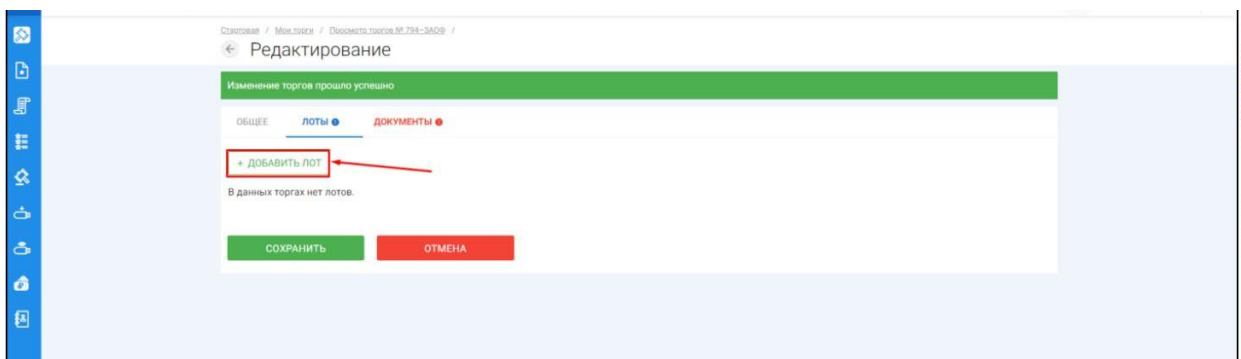 Стартовая / Мои торги / Просмотр торгов № 794-ЗАОФ /
Редактирование
Изменение торгов прошло успешно
ОБЩЕЕ ЛОТЫ ДОКУМЕНТЫ
+ ДОБАВИТЬ ЛОТ
В данных торгах нет лотов.
СОХРАНИТЬ ОТМЕНА